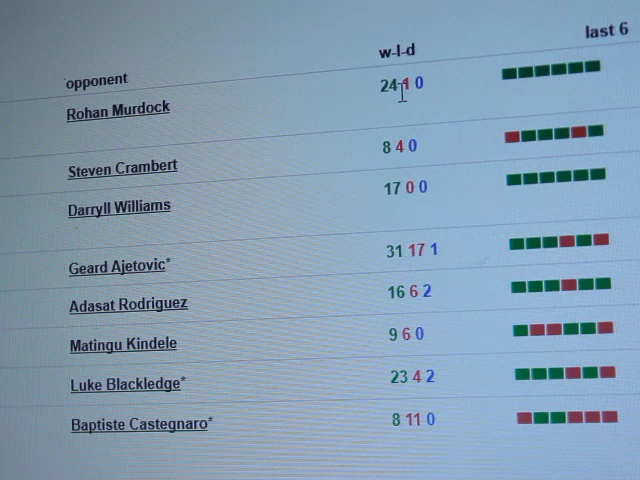 opponent w-l-d last 6
Rohan Murdock 24 1 0
Steven Crambert 8 4 0
Darryll Williams 17 0 0
Geard Ajetovic* 31 17 1
Adasat Rodriguez 16 6 2
Matingu Kindele 9 6 0
Luke Blackledge* 23 4 2
Baptiste Castegnaro* 8 11 0